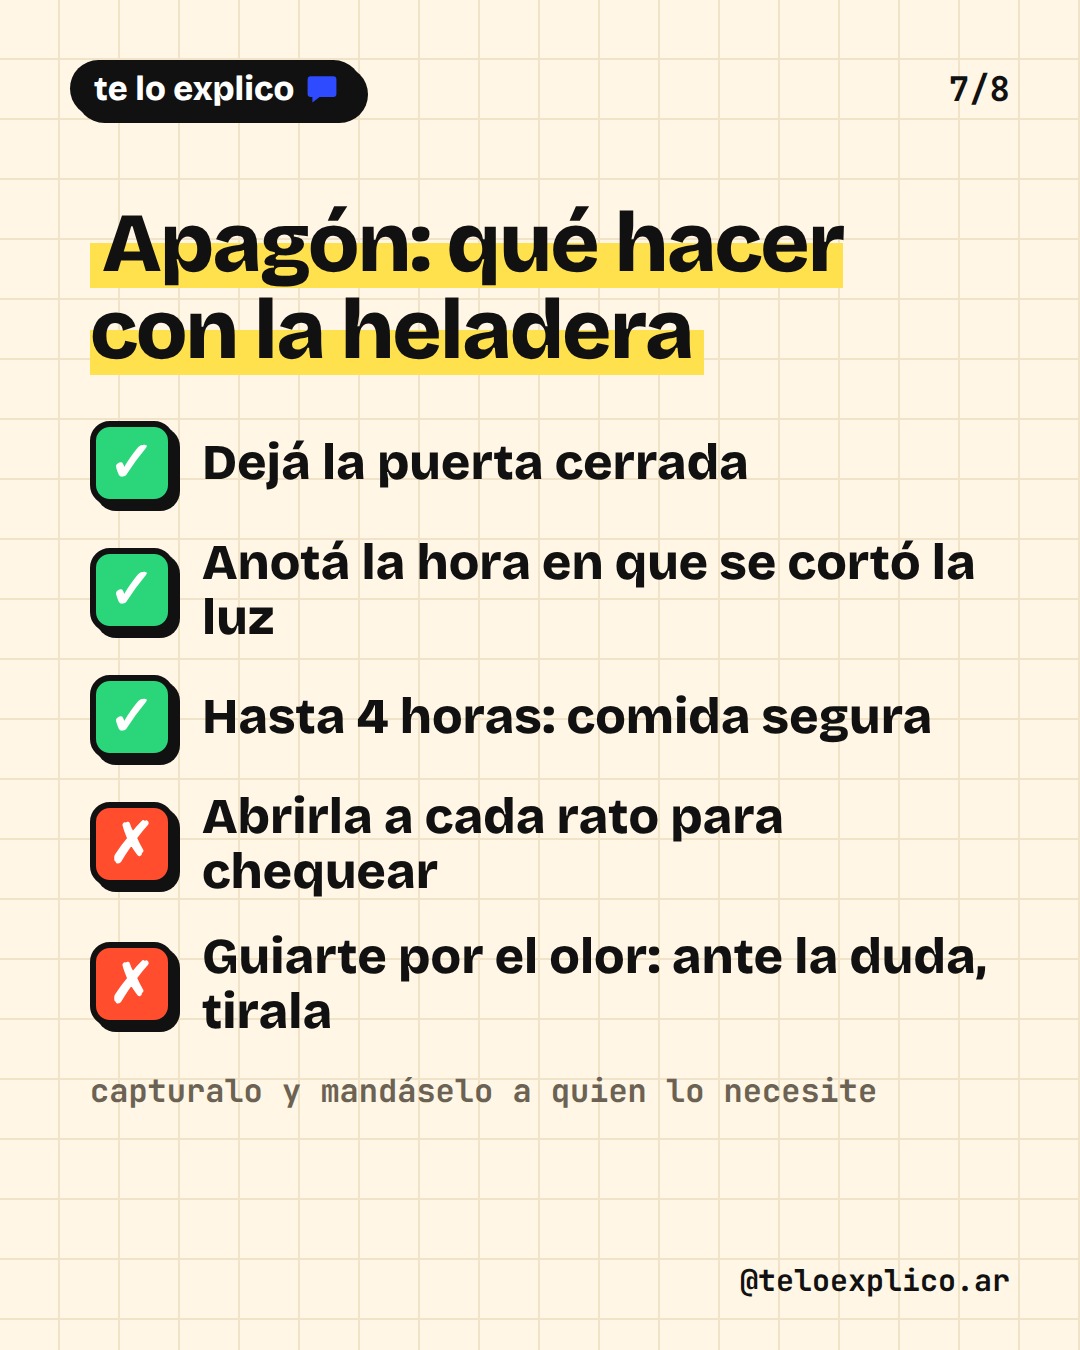 te lo explico
7/8
Apagón: qué hacer
con la heladera
✓ Dejá la puerta cerrada
✓ Anotá la hora en que se cortó la
luz
✓ Hasta 4 horas: comida segura
✗ Abrirla a cada rato para
chequear
✗ Guiarte por el olor: ante la duda,
tirala
capturalo y mandáselo a quien lo necesite
@teloexplico.ar